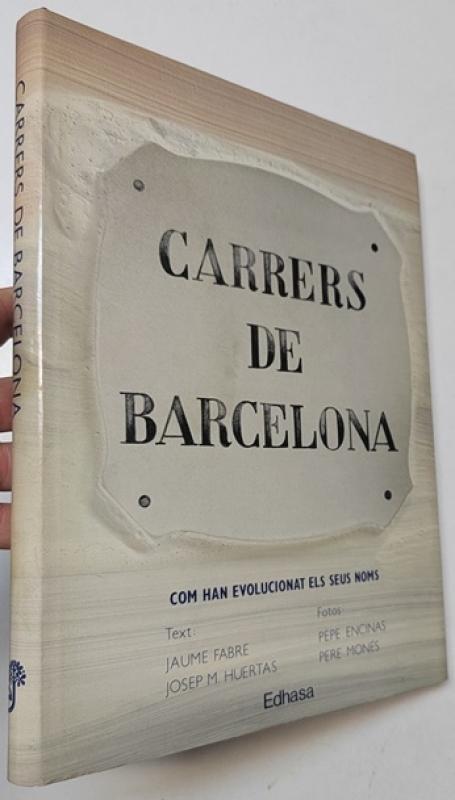 CARRERS DE BARCELONA
CARRERS
DE
BARCELONA
COM HAN EVOLUCIONAT ELS SEUS NOMS
Text:
JAUME FABRE
JOSEP M. HUERTAS
Fotos:
PEPE ENCINAS
PERE MONÉS
Edhasa